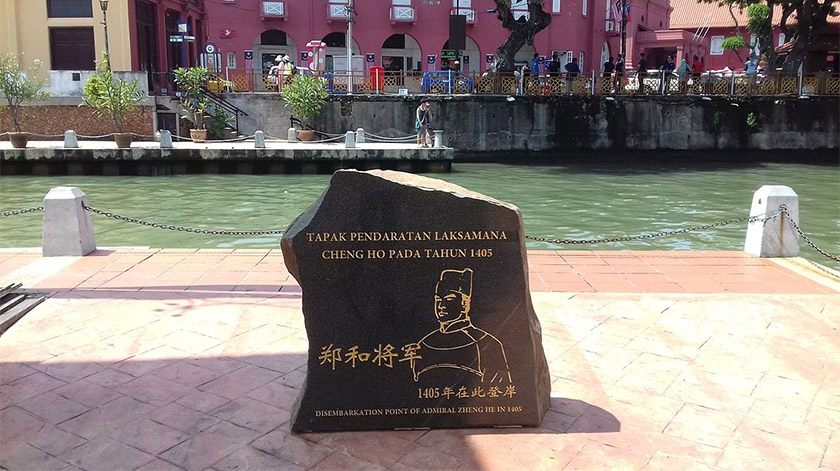 TAPAK PENDARATAN LAKSAMANA
CHENG HO PADA TAHUN 1405
郑和将军
1405年在此登岸
DISEMBARKATION POINT OF ADMIRAL ZHENG HE IN 1405